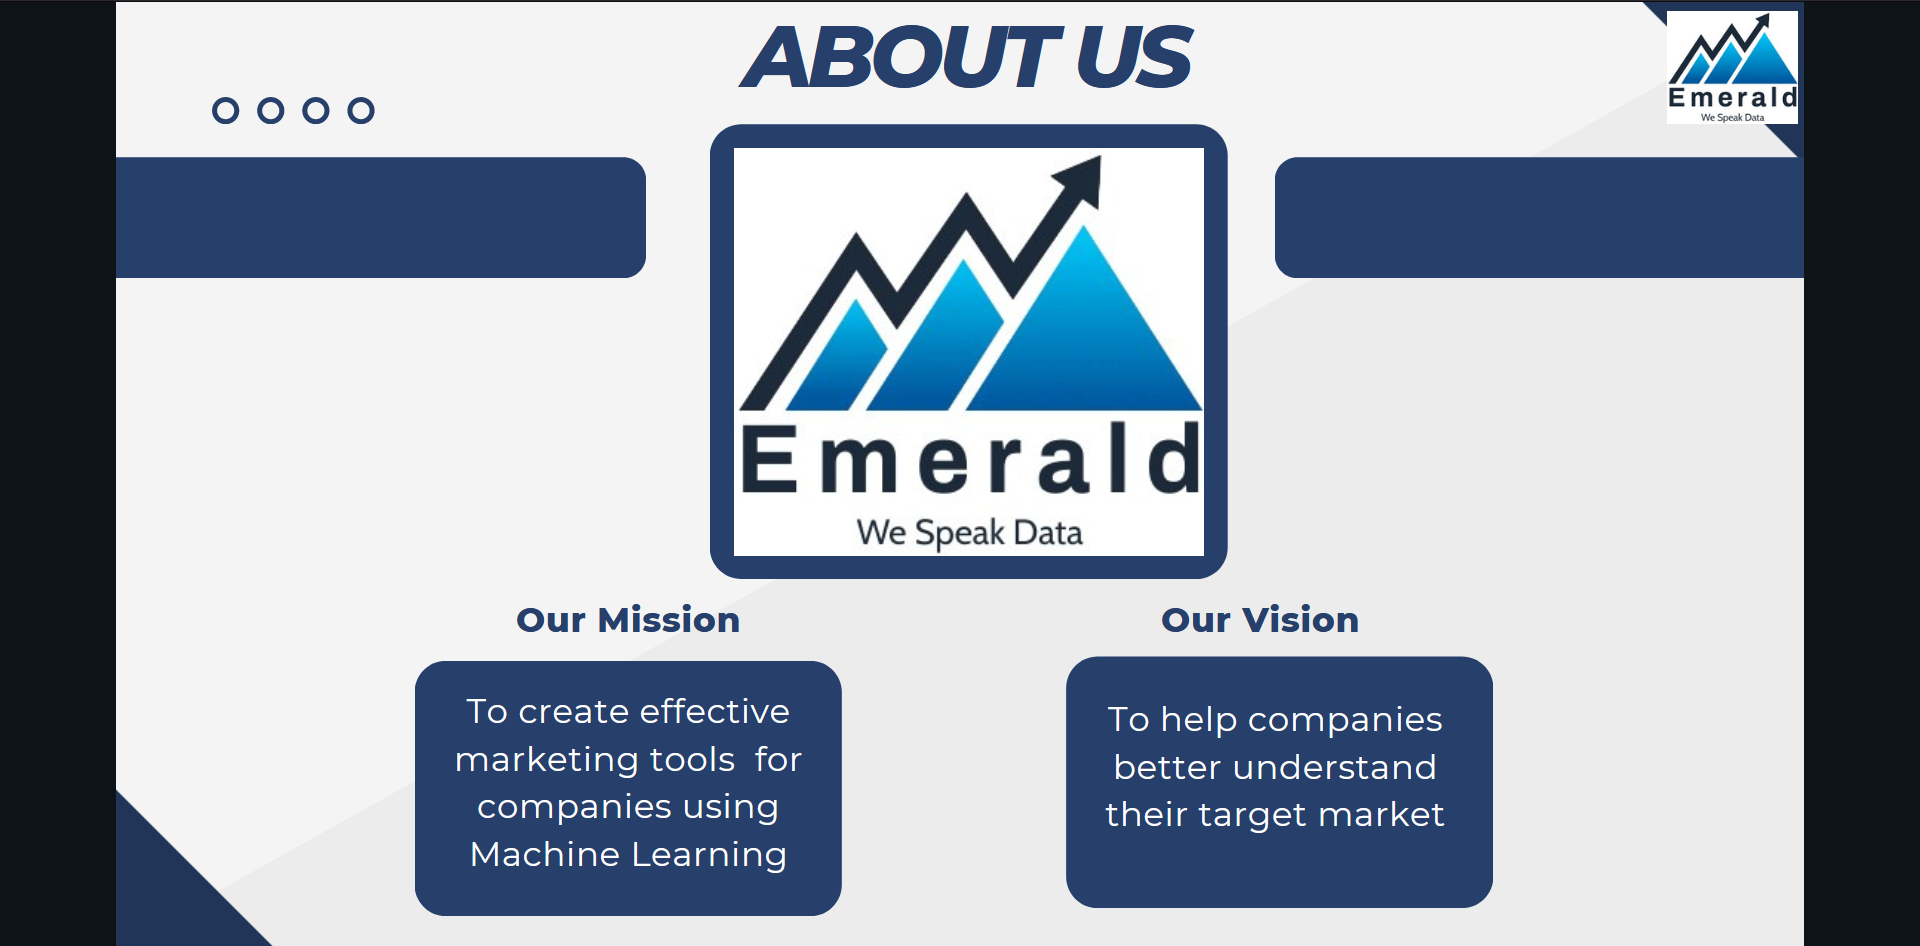 ABOUT US
Emerald
We Speak Data
Emerald
We Speak Data
Our Mission
To create effective
marketing tools  for
companies using
Machine Learning
Our Vision
To help companies
better understand
their target market